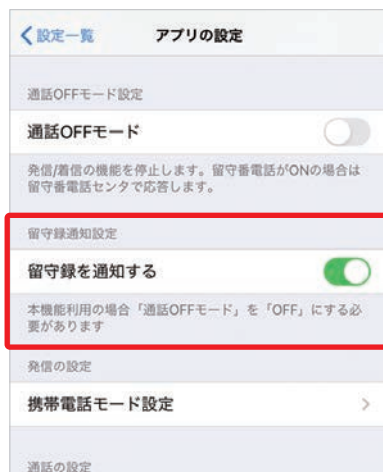 設定一覧 アプリの設定
通話OFFモード設定
通話OFFモード
発信/着信の機能を停止します。留守番電話がONの場合は
留守番電話センタで応答します。
留守録通知設定
留守録を通知する
本機能利用の場合「通話OFFモード」を「OFF」にする必
要があります
発信の設定
携帯電話モード設定
通話の設定